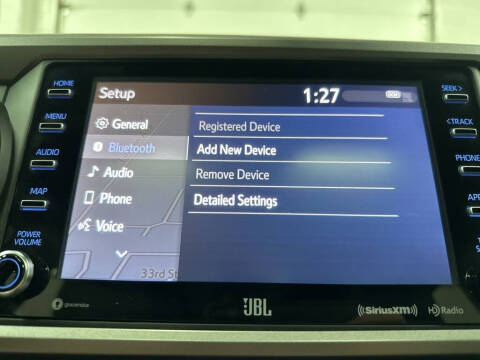 HOME
MENU
AUDIO
MAP
POWER
VOLUME
Setup
1:27
General
Bluetooth
Audio
Phone
Voice
Registered Device
Add New Device
Remove Device
Detailed Settings
33rd St
SEEK>
<TRACK
PHONE
gracenote
JBL
((SiriusXM))
HD Radio